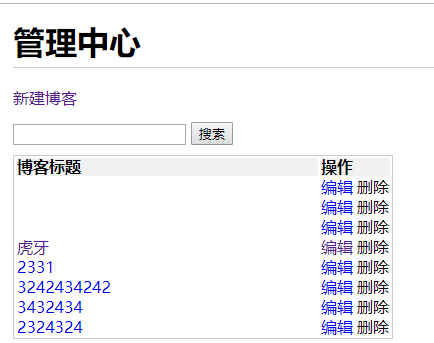 管理中心
新建博客
搜索
博客标题 操作
编辑 删除
编辑 删除
编辑 删除
虎牙 编辑 删除
2331 编辑 删除
3242434242 编辑 删除
3432434 编辑 删除
2324324 编辑 删除